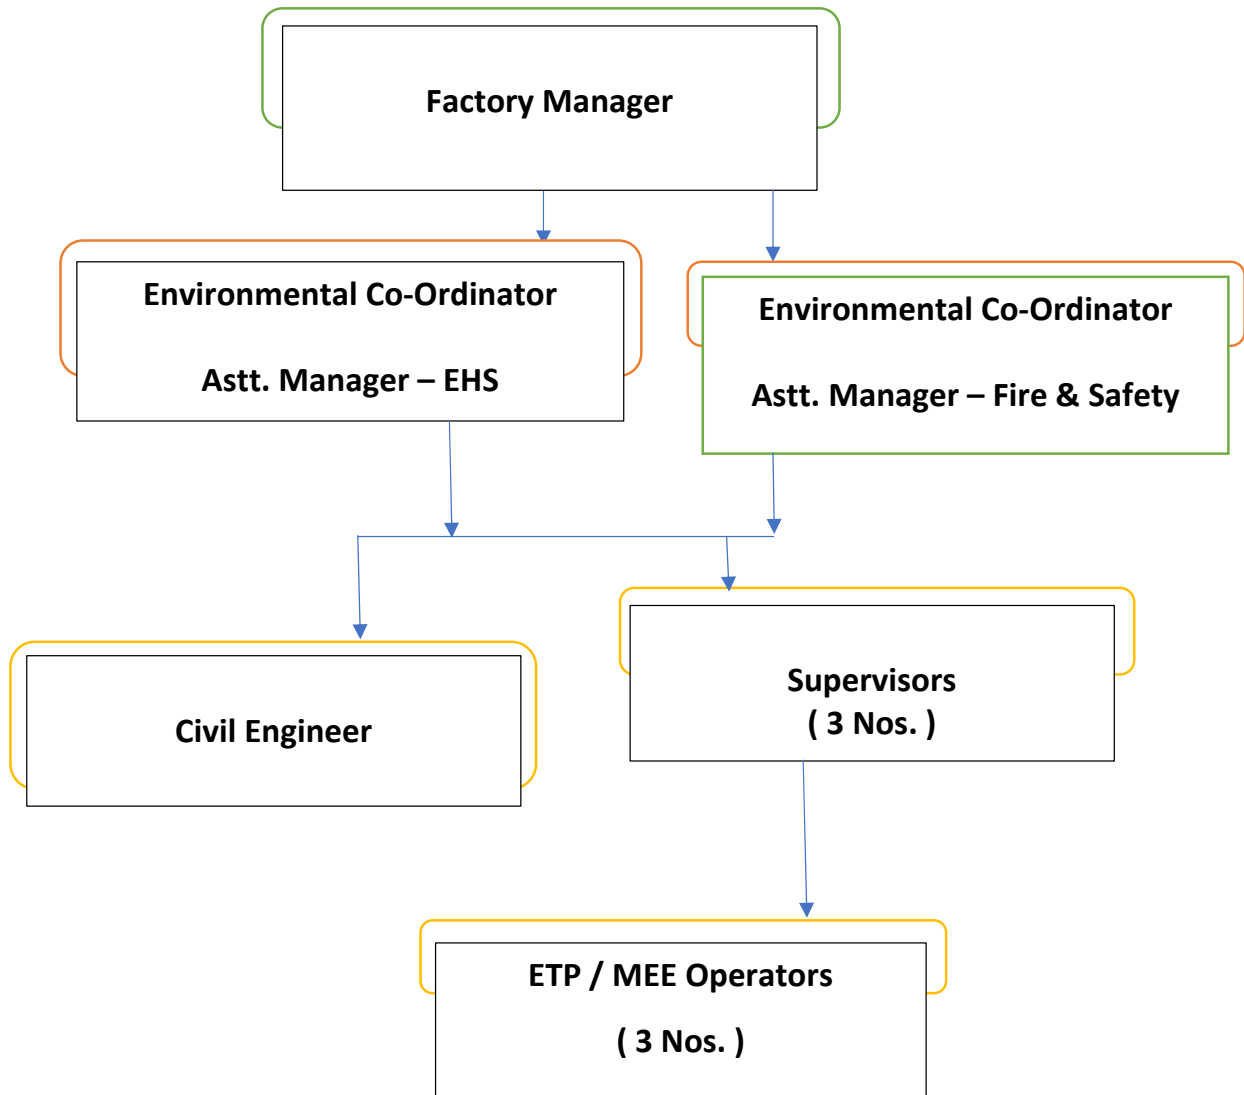 Factory Manager
Environmental Co-Ordinator
Astt. Manager – EHS
Environmental Co-Ordinator
Astt. Manager – Fire & Safety
Civil Engineer
Supervisors
( 3 Nos. )
ETP / MEE Operators
( 3 Nos. )